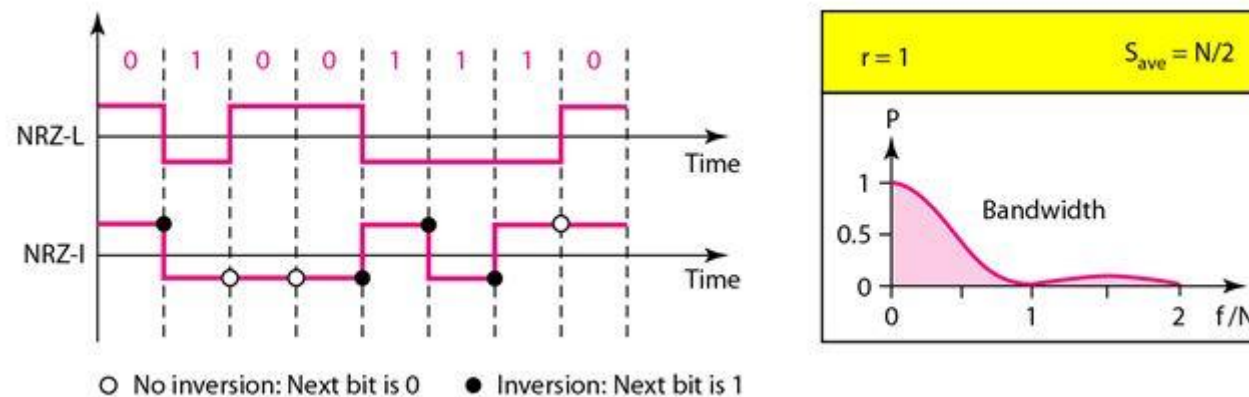 0 1 0 0 1 1 1 0
NRZ-L
Time
NRZ-I
Time
○ No inversion: Next bit is 0 ● Inversion: Next bit is 1
r = 1 Save = N/2
P
1
Bandwidth
0.5
0
0 1 2 f/N